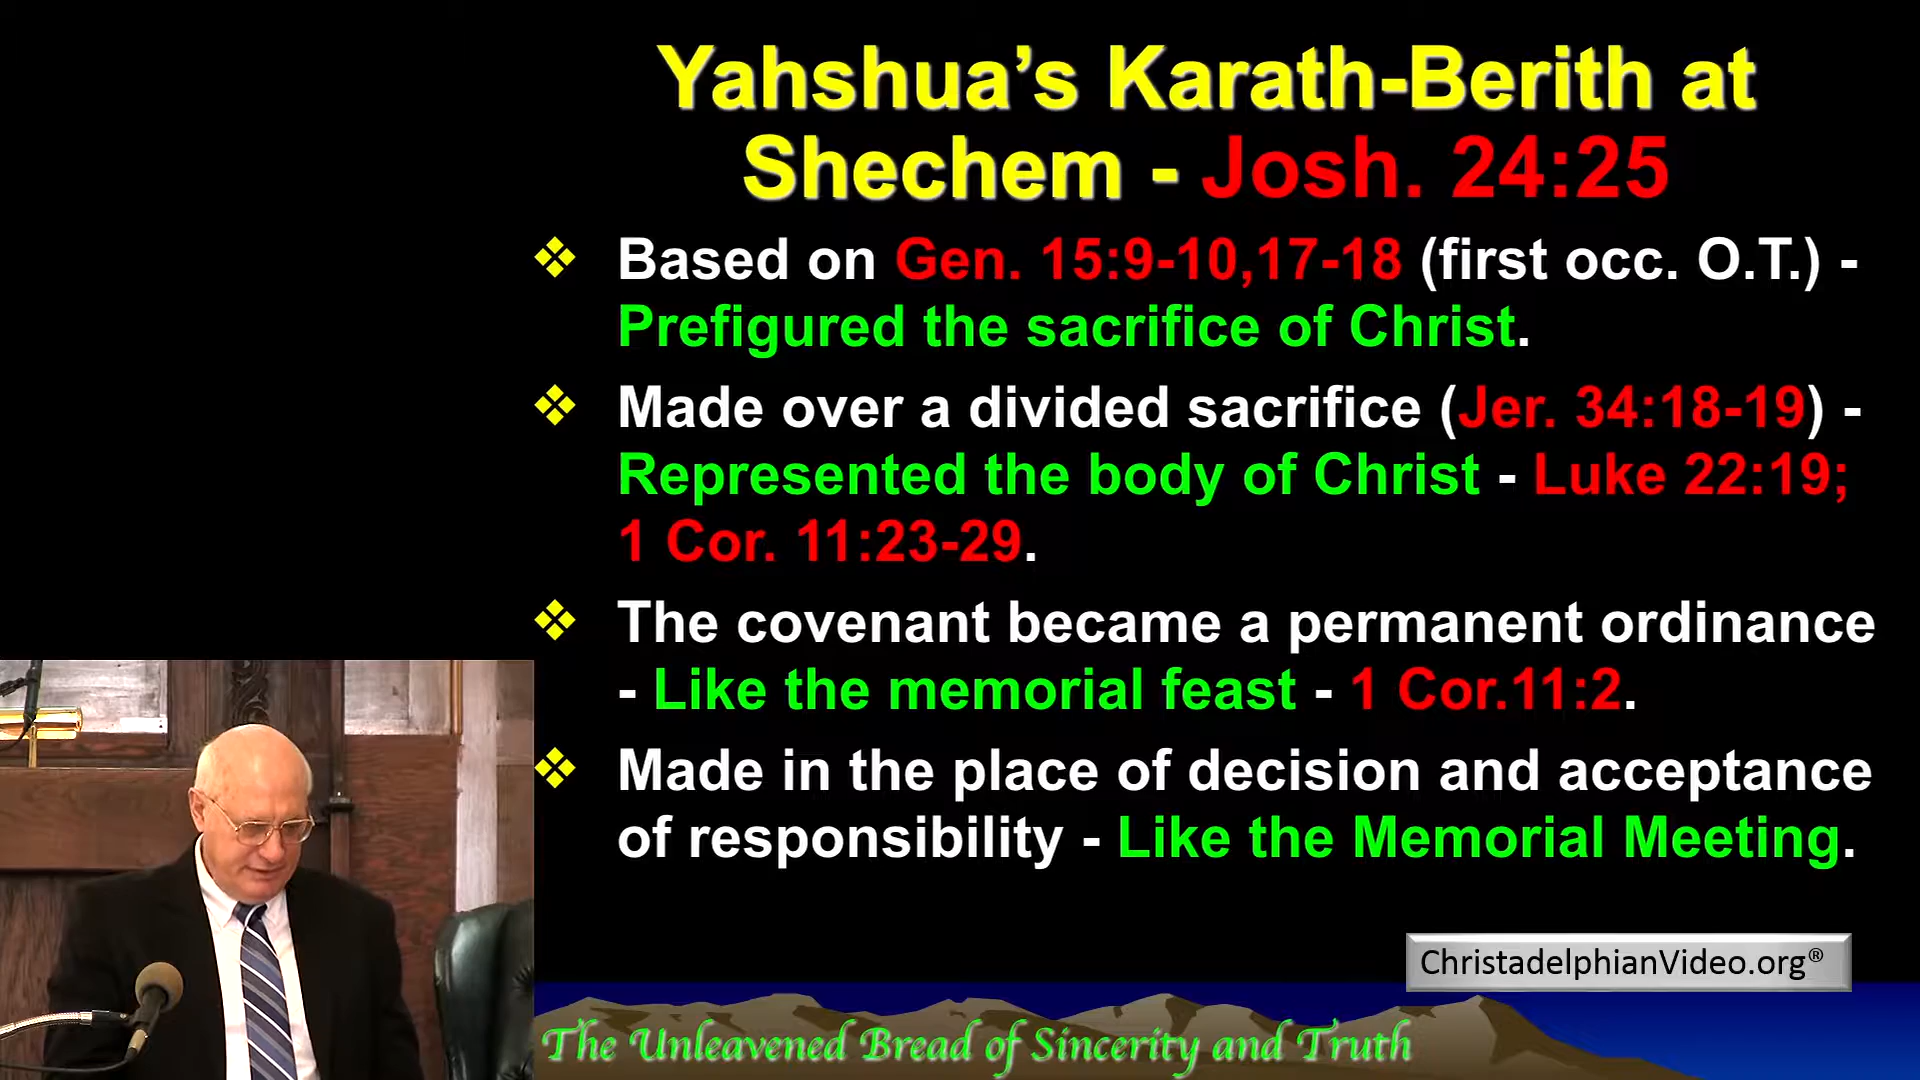 Yahshua’s Karath-Berith at
Shechem - Josh. 24:25
❖ Based on Gen. 15:9-10,17-18 (first occ. O.T.) -
Prefigured the sacrifice of Christ.
❖ Made over a divided sacrifice (Jer. 34:18-19) -
Represented the body of Christ - Luke 22:19;
1 Cor. 11:23-29.
❖ The covenant became a permanent ordinance
- Like the memorial feast - 1 Cor.11:2.
❖ Made in the place of decision and acceptance
of responsibility - Like the Memorial Meeting.
ChristadelphianVideo.org®
The Unleavened Bread of Sincerity and Truth